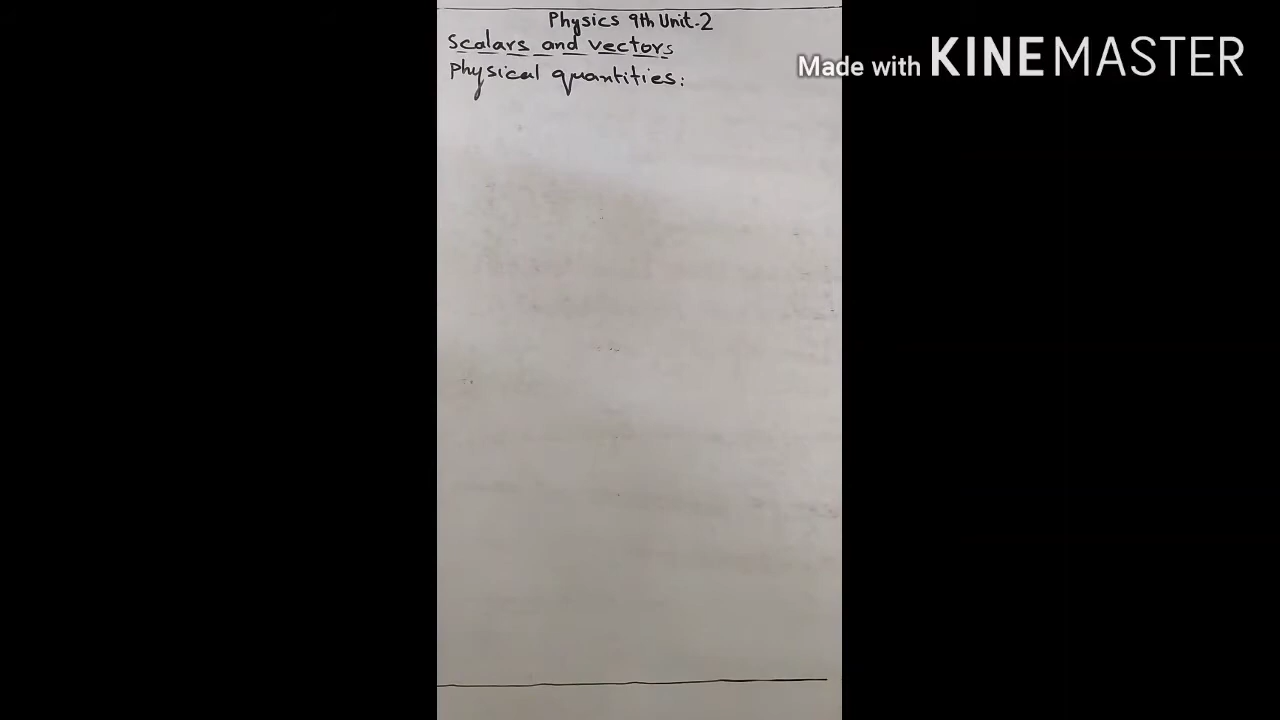 Physics 9th Unit-2
Scalars and vectors
Physical quantities:
Made with KINEMASTER